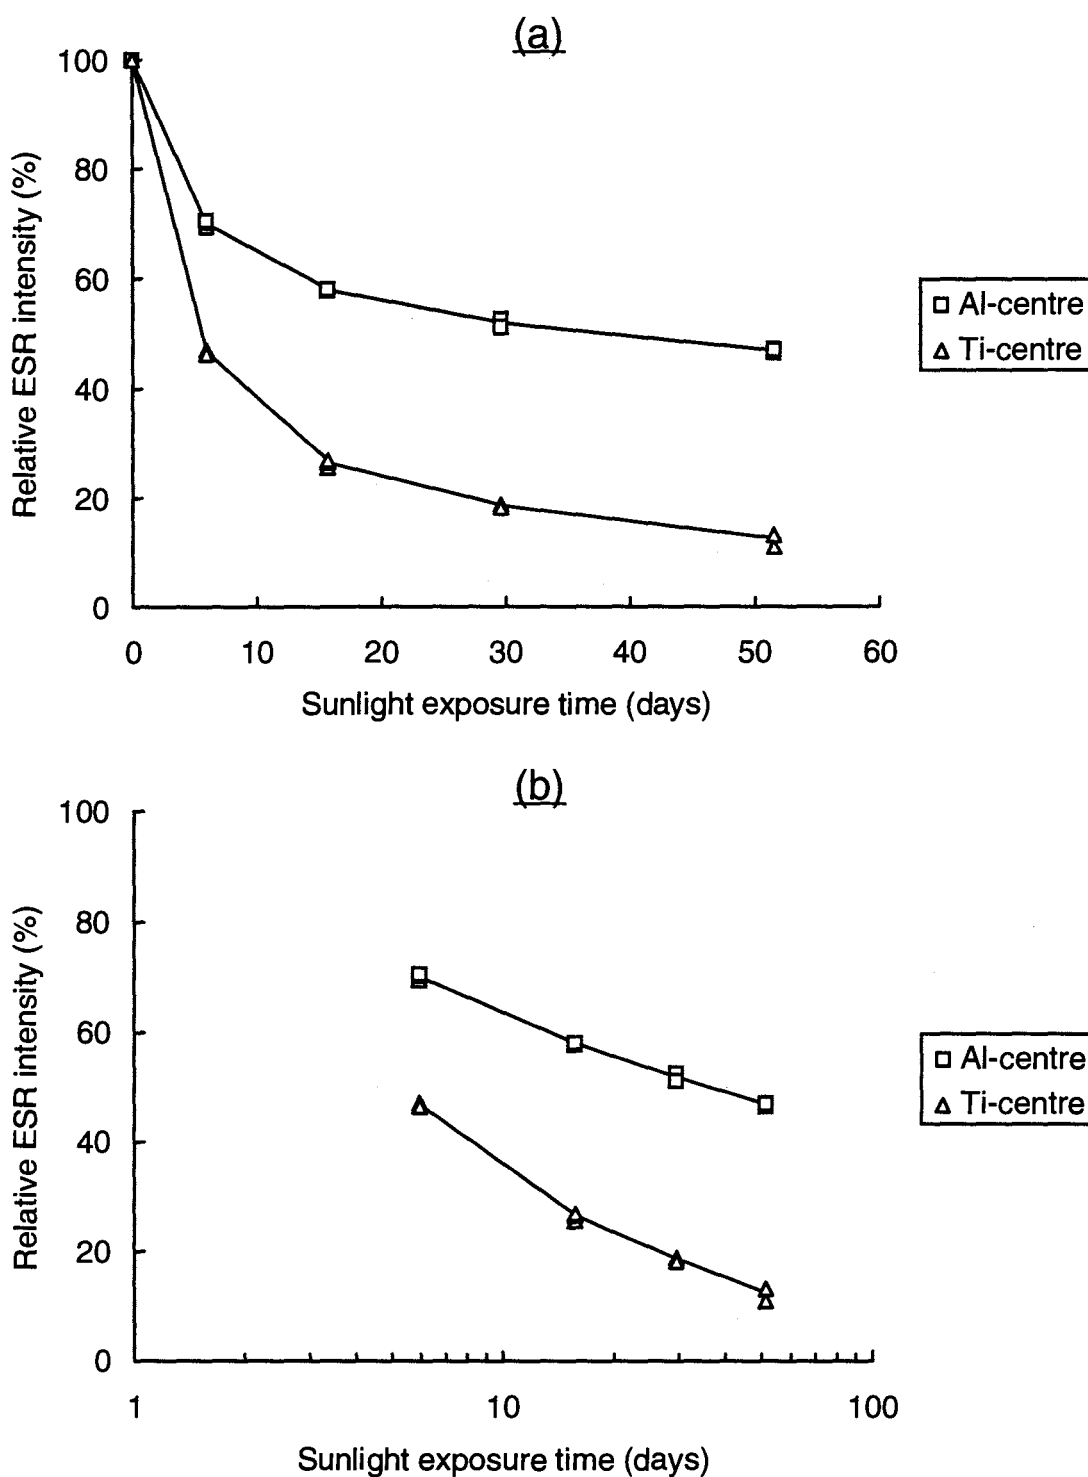 (a)
100
80
60
40
20
0
Relative ESR intensity (%)
0 10 20 30 40 50 60
Sunlight exposure time (days)
Al-centre
Ti-centre
(b)
100
80
60
40
20
0
Relative ESR intensity (%)
1 10 100
Sunlight exposure time (days)
Al-centre
Ti-centre